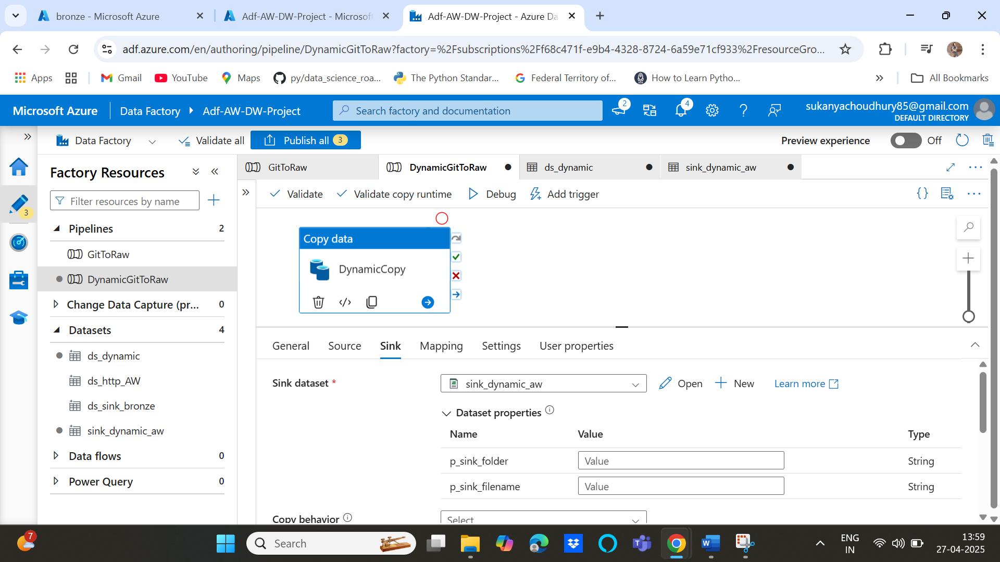 bronze - Microsoft Azure
Adf-AW-DW-Project - Microsof
Adf-AW-DW-Project - Azure Da
adf.azure.com/en/authoring/pipeline/DynamicGitToRaw?factory=%2Fsubscriptions%2Ff68c471f-e9b4-4328-8724-6a59e71cf933%2FresourceGro...
Apps
Gmail
YouTube
Maps
py/data_science_roa...
The Python Standar...
Federal Territory of...
How to Learn Pytho...
All Bookmarks
Microsoft Azure
Data Factory
Adf-AW-DW-Project
Search factory and documentation
2
4
sukanyachoudhury85@gmail.com
DEFAULT DIRECTORY
Data Factory
Validate all
Publish all
3
Preview experience
Off
3
Factory Resources
Filter resources by name
Pipelines
2
GitToRaw
DynamicGitToRaw
Change Data Capture (pr...
0
Datasets
4
ds_dynamic
ds_http_AW
ds_sink_bronze
sink_dynamic_aw
Data flows
0
Power Query
0
GitToRaw
DynamicGitToRaw
ds_dynamic
sink_dynamic_aw
Validate
Validate copy runtime
Debug
Add trigger
Copy data
DynamicCopy
General
Source
Sink
Mapping
Settings
User properties
Sink dataset *
sink_dynamic_aw
Open
New
Learn more
Dataset properties
Name
Value
Type
p_sink_folder
Value
String
p_sink_filename
Value
String
Copy behavior
Select
7
Search
ENG
IN
13:59
27-04-2025